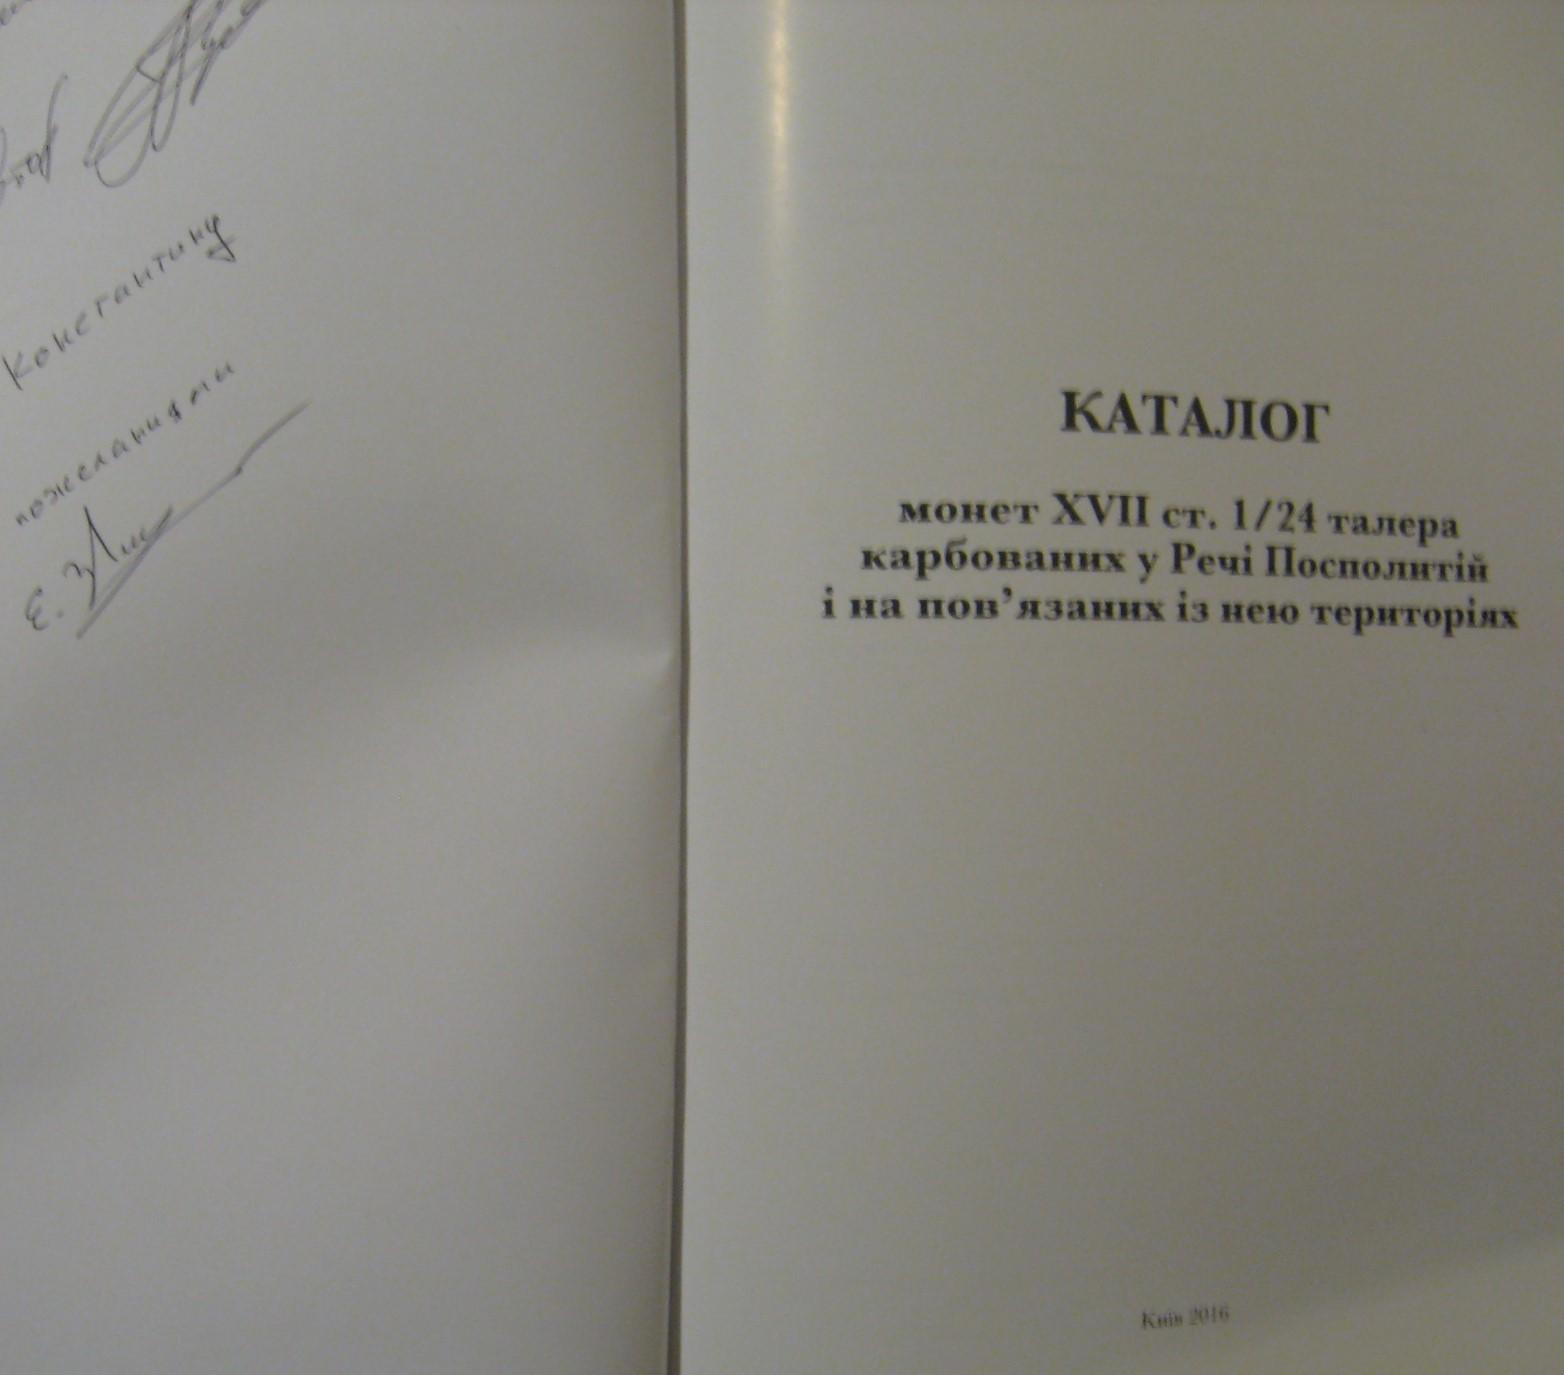 Константину
пожеланиями
КАТАЛОГ
монет XVII ст. 1/24 талера
карбованих у Речі Посполитій
і на пов’язаних із нею територіях
Київ 2016